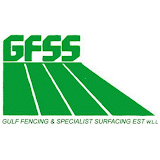 GFSS
GULF FENCING & SPECIALIST SURFACING EST W.L.L